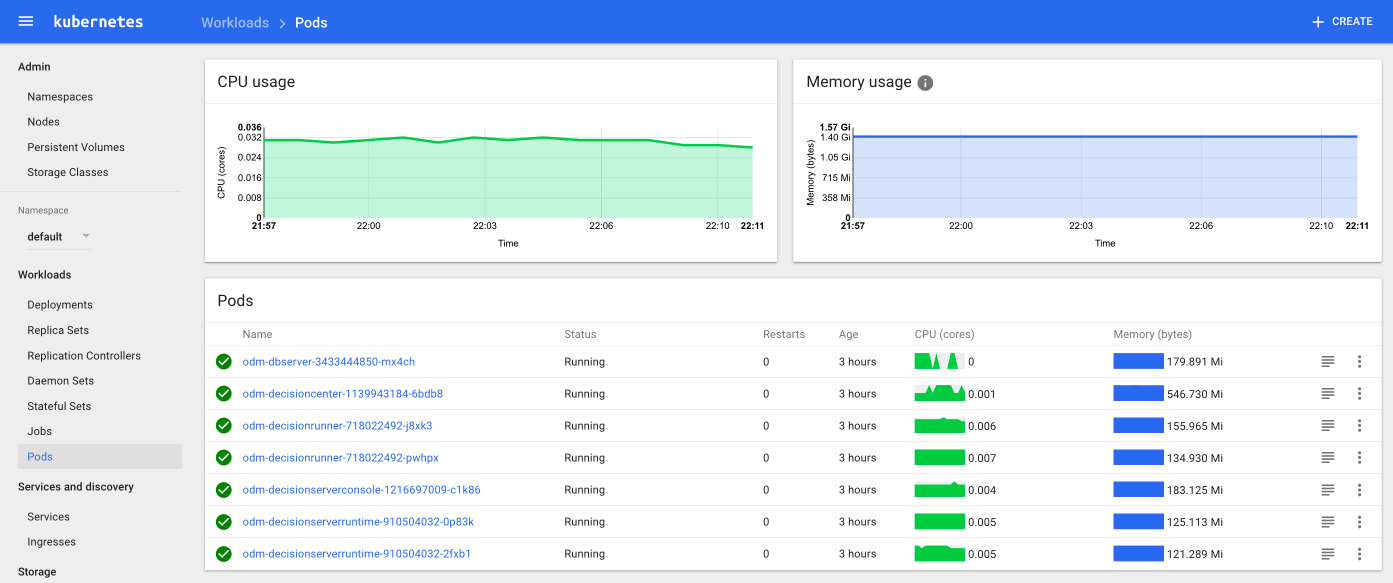 kubernetes
Workloads > Pods
+ CREATE
Admin
Namespaces
Nodes
Persistent Volumes
Storage Classes
Namespace
default
Workloads
Deployments
Replica Sets
Replication Controllers
Daemon Sets
Stateful Sets
Jobs
Pods
Services and discovery
Services
Ingresses
Storage
CPU usage
CPU (cores)
0.036
0.032
0.024
0.016
0.008
0
21:57 22:00 22:03 22:06 22:10 22:11
Time
Memory usage
Memory (bytes)
1.57 Gi
1.40 Gi
1.05 Gi
715 Mi
358 Mi
0
21:57 22:00 22:03 22:06 22:10 22:11
Time
Pods
Name Status Restarts Age CPU (cores) Memory (bytes)
odm-dbserver-3433444850-mx4ch Running 0 3 hours 0 179.891 Mi
odm-decisioncenter-1139943184-6bdb8 Running 0 3 hours 0.001 546.730 Mi
odm-decisionrunner-718022492-j8xk3 Running 0 3 hours 0.006 155.965 Mi
odm-decisionrunner-718022492-pwhpx Running 0 3 hours 0.007 134.930 Mi
odm-decisionserverconsole-1216697009-c1k86 Running 0 3 hours 0.004 183.125 Mi
odm-decisionserverruntime-910504032-0p83k Running 0 3 hours 0.005 125.113 Mi
odm-decisionserverruntime-910504032-2fxb1 Running 0 3 hours 0.005 121.289 Mi